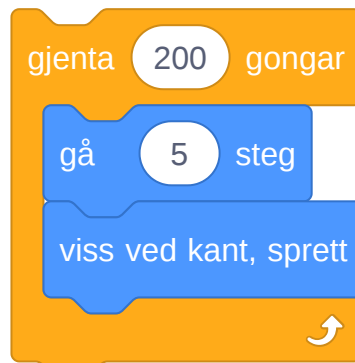 gjenta 200 gongar
gå 5 steg
viss ved kant, sprett